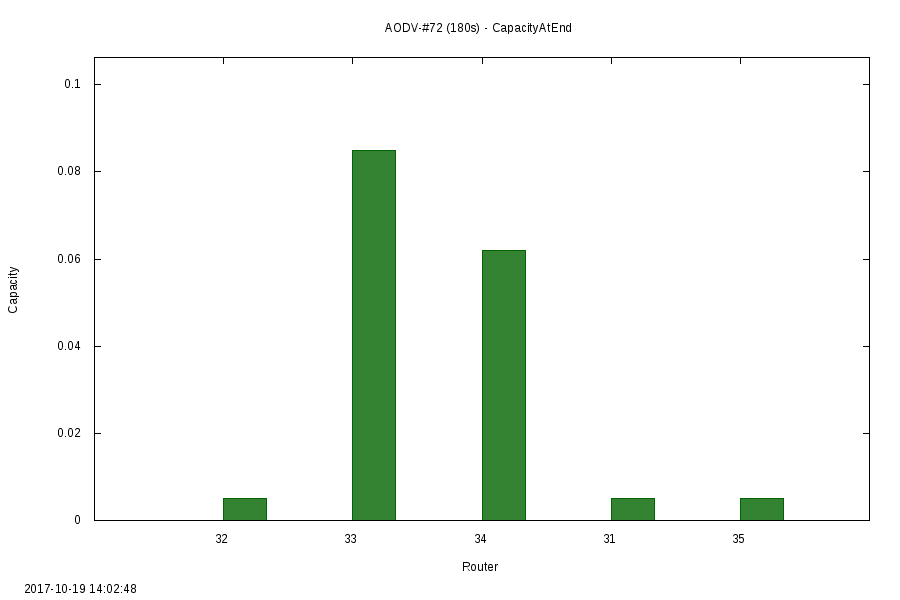 AODV-#72 (180s) - CapacityAtEnd
0.1
0.08
0.06
0.04
0.02
0
Capacity
32 33 34 31 35
Router
2017-10-19 14:02:48